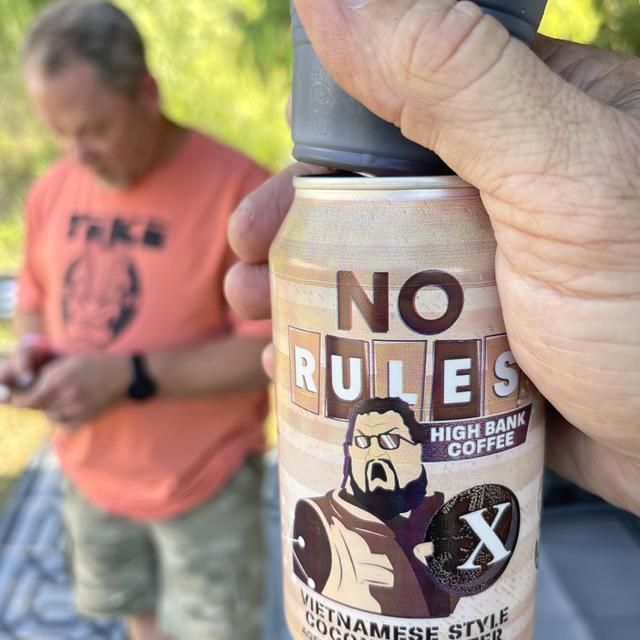 NO
RULES
HIGH BANK
COFFEE
X
VIETNAMESE STYLE